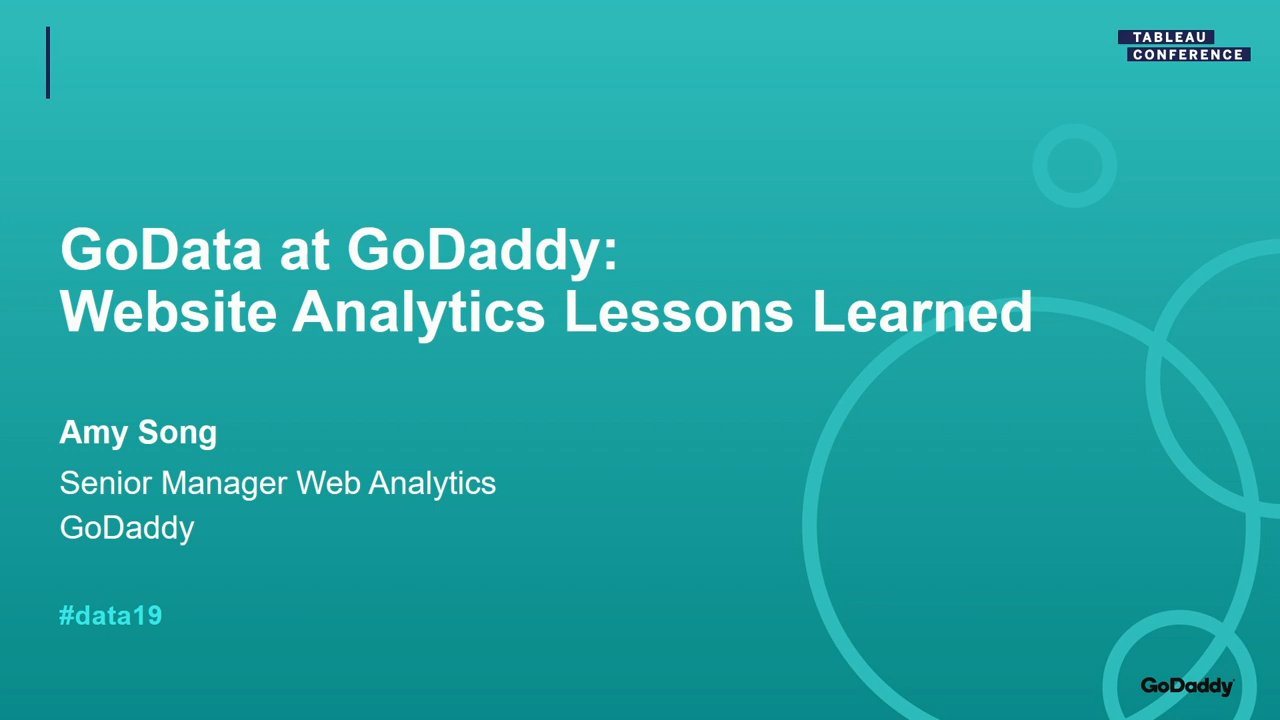 TABLEAU
CONFERENCE
GoData at GoDaddy:
Website Analytics Lessons Learned
Amy Song
Senior Manager Web Analytics
GoDaddy
#data19
GoDaddy